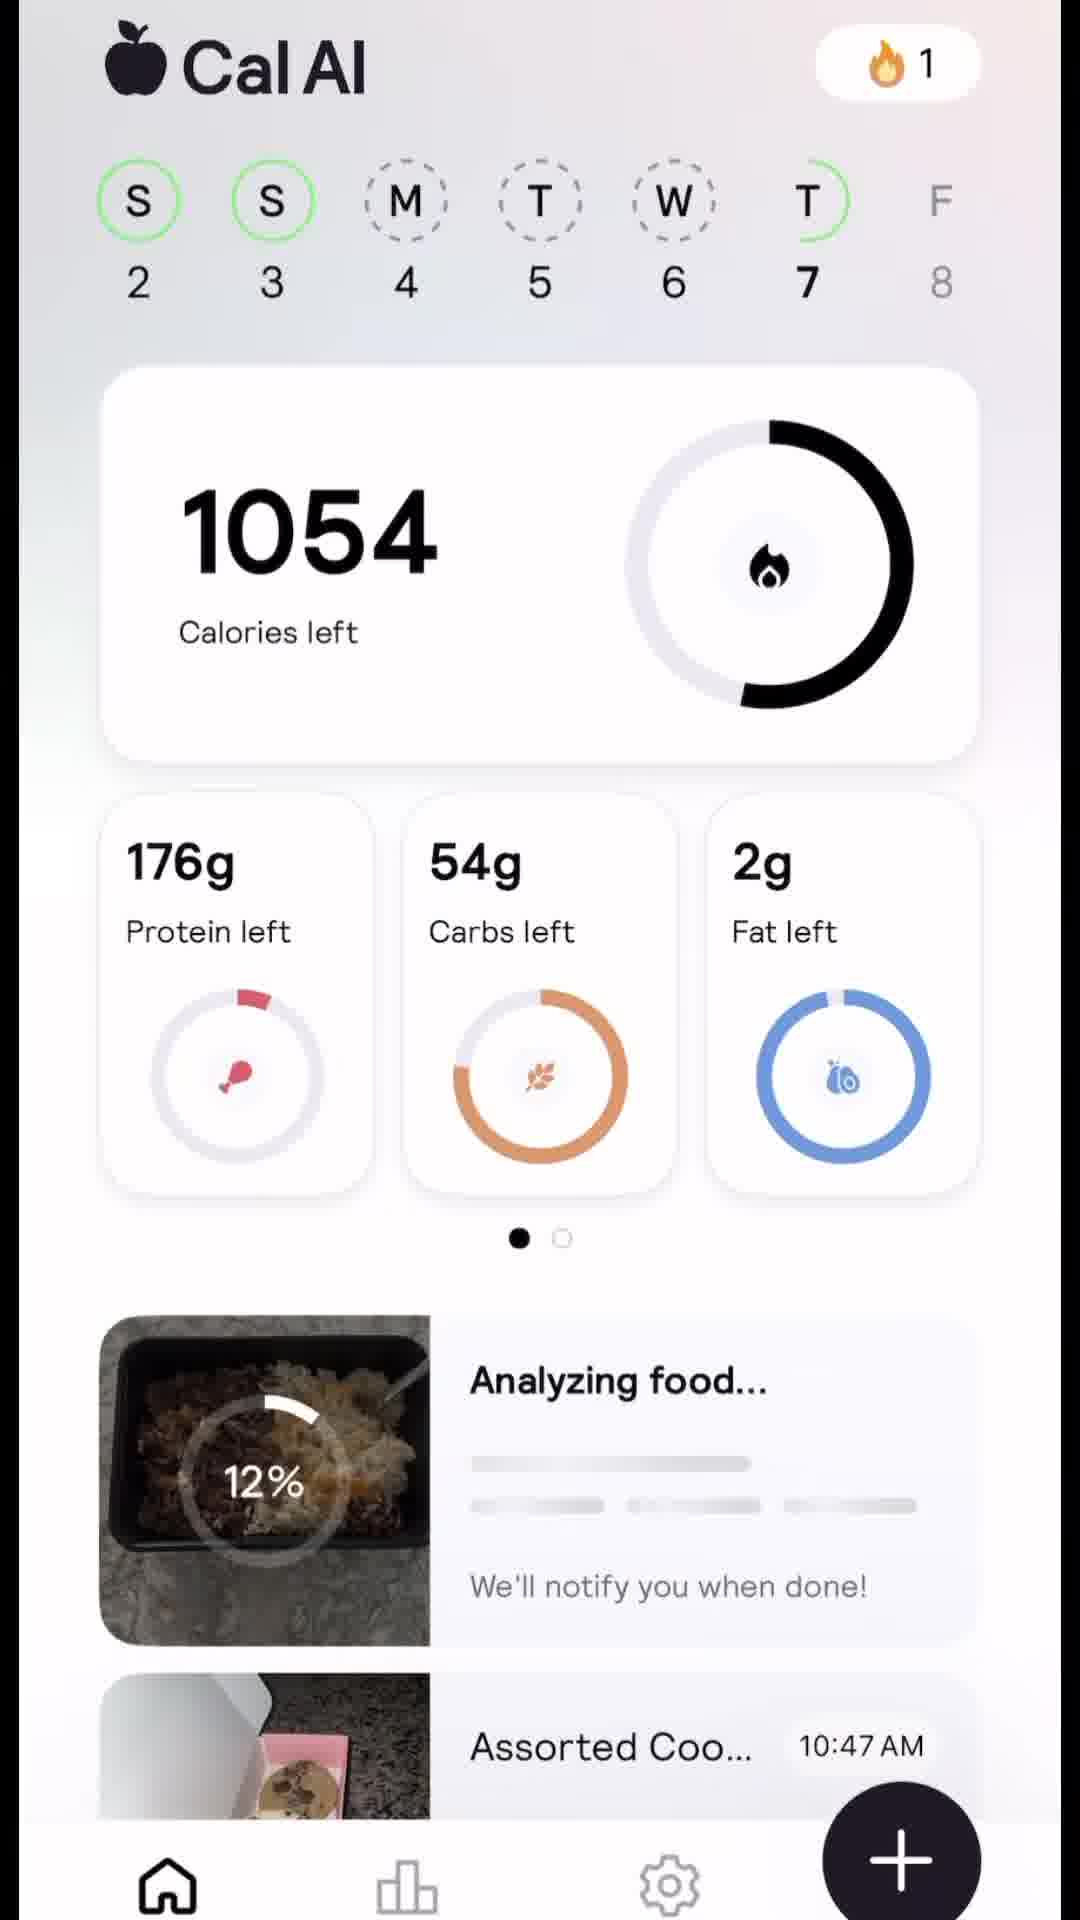 Cal AI
1
S S M T W T F
2 3 4 5 6 7 8
1054
Calories left
176g
Protein left
54g
Carbs left
2g
Fat left
12%
Analyzing food...
We'll notify you when done!
Assorted Coo...
10:47 AM